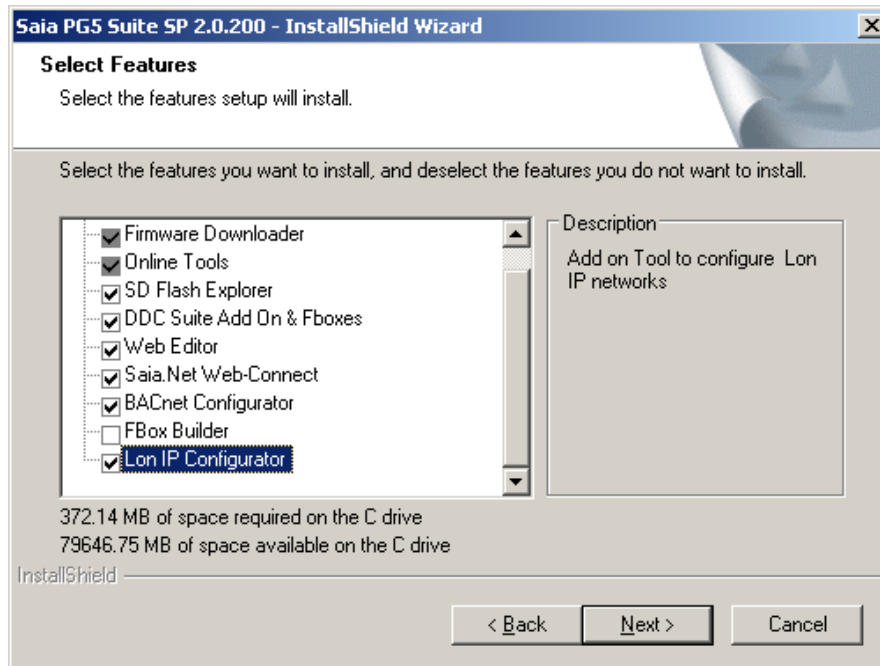 Saia PG5 Suite SP 2.0.200 - InstallShield Wizard
Select Features
Select the features setup will install.
Select the features you want to install, and deselect the features you do not want to install.
Firmware Downloader
Online Tools
SD Flash Explorer
DDC Suite Add On & Fboxes
Web Editor
Saia.Net Web-Connect
BACnet Configurator
FBox Builder
Lon IP Configurator
Description
Add on Tool to configure Lon
IP networks
372.14 MB of space required on the C drive
79646.75 MB of space available on the C drive
InstallShield
< Back
Next >
Cancel